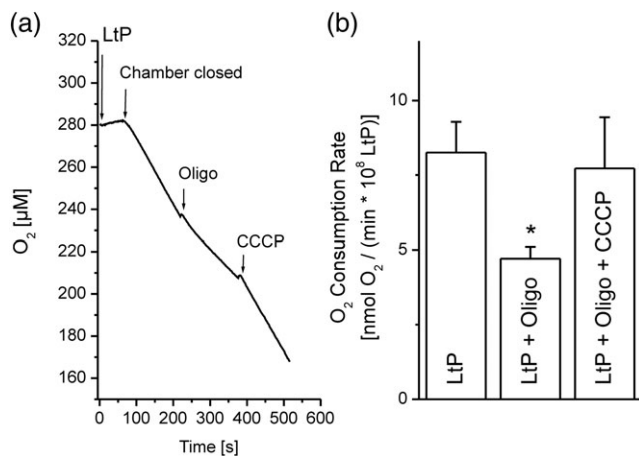 (a)
LtP
Chamber closed
Oligo
CCCP
O₂ [µM]
320
300
280
260
240
220
200
180
160
0 100 200 300 400 500 600
Time [s]
(b)
O₂ Consumption Rate
[nmol O₂ / (min * 10⁸ LtP)]
10
5
0
*
LtP
LtP + Oligo
LtP + Oligo + CCCP